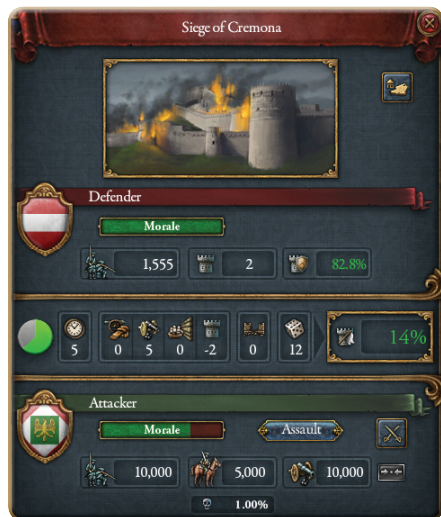 Siege of Cremona
Defender
Morale
1,555 2 82.8%
5 0 5 0 -2 0 12 14%
Attacker
Morale Assault
10,000 5,000 10,000
1.00%